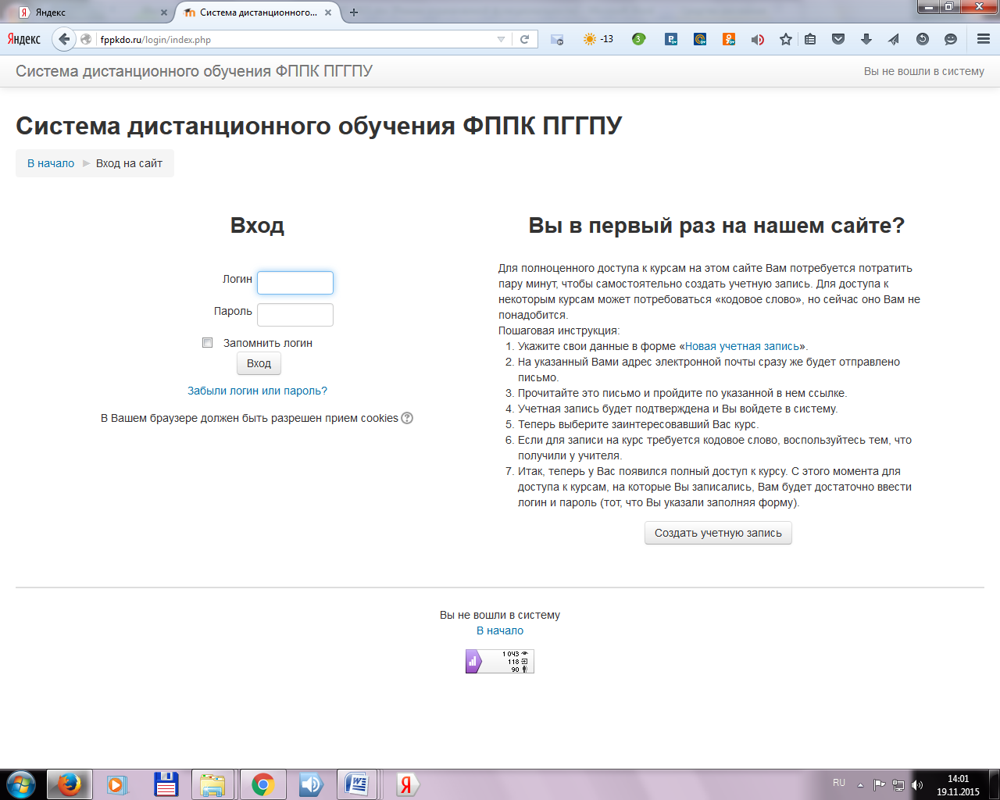 Яндекс
Система дистанционного...
Яндекс
fppkdo.ru/login/index.php
-13
3
Система дистанционного обучения ФППК ПГГПУ
Вы не вошли в систему
Система дистанционного обучения ФППК ПГГПУ
В начало ► Вход на сайт
Вход
Логин
Пароль
Запомнить логин
Вход
Забыли логин или пароль?
В Вашем браузере должен быть разрешен прием cookies
Вы в первый раз на нашем сайте?
Для полноценного доступа к курсам на этом сайте Вам потребуется потратить
пару минут, чтобы самостоятельно создать учетную запись. Для доступа к
некоторым курсам может потребоваться «кодовое слово», но сейчас оно Вам не
понадобится.
Пошаговая инструкция:
1. Укажите свои данные в форме «Новая учетная запись».
2. На указанный Вами адрес электронной почты сразу же будет отправлено
письмо.
3. Прочитайте это письмо и пройдите по указанной в нем ссылке.
4. Учетная запись будет подтверждена и Вы войдете в систему.
5. Теперь выберите заинтересовавший Вас курс.
6. Если для записи на курс требуется кодовое слово, воспользуйтесь тем, что
получили у учителя.
7. Итак, теперь у Вас появился полный доступ к курсу. С этого момента для
доступа к курсам, на которые Вы записались, Вам будет достаточно ввести
логин и пароль (тот, что Вы указали заполняя форму).
Создать учетную запись
Вы не вошли в систему
В начало
1 043
118
90
RU
14:01
19.11.2015